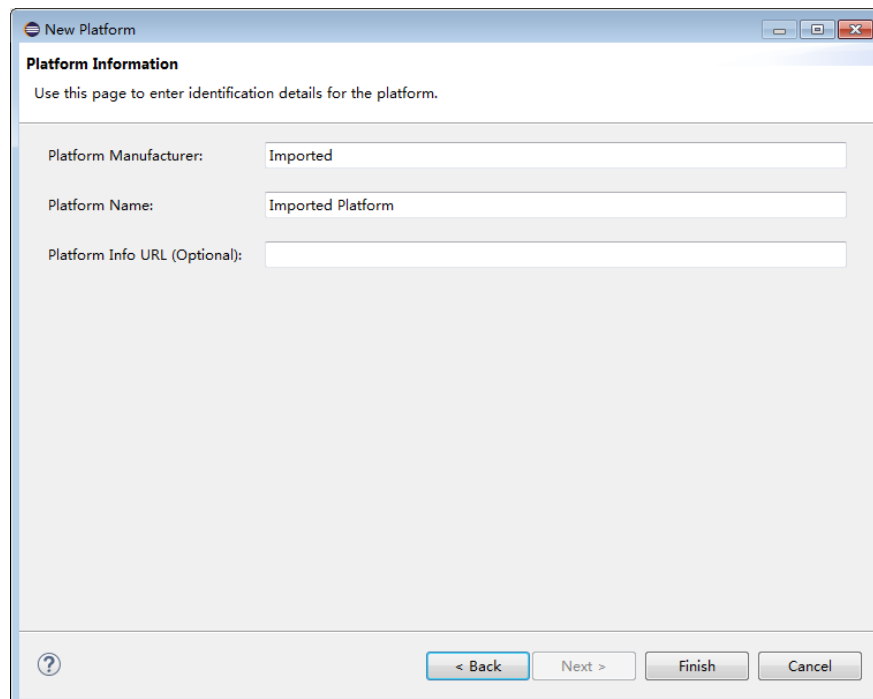 New Platform
Platform Information
Use this page to enter identification details for the platform.
Platform Manufacturer: Imported
Platform Name: Imported Platform
Platform Info URL (Optional):
? < Back Next > Finish Cancel